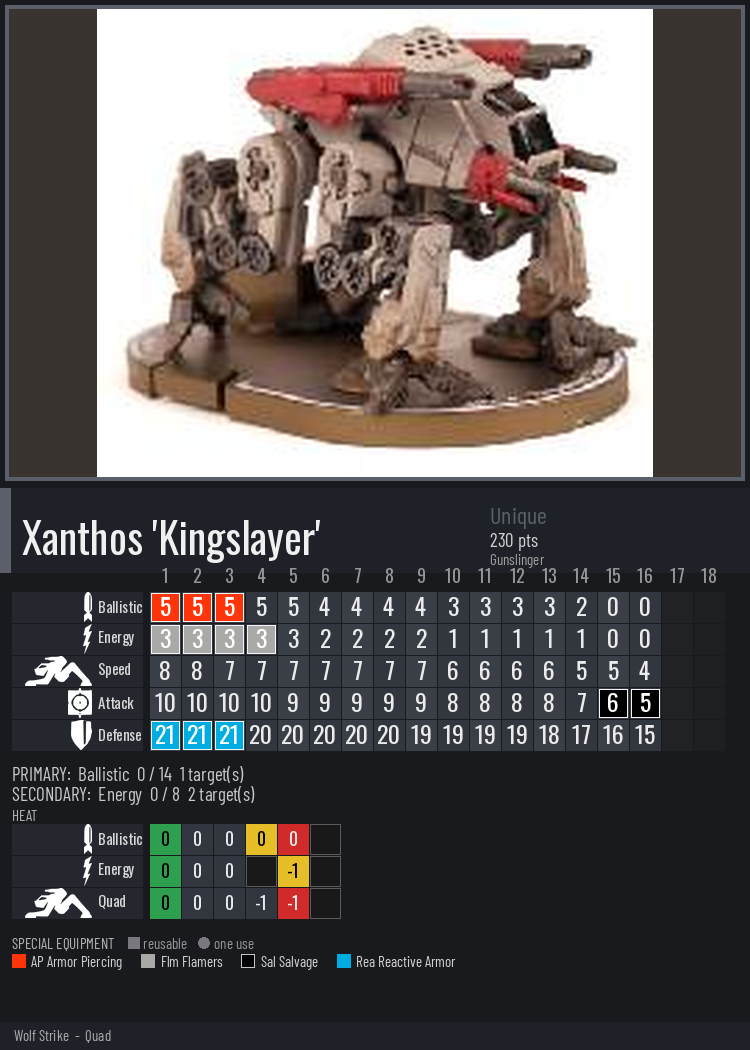 Xanthos 'Kingslayer'
Unique
230 pts
Gunslinger
1 2 3 4 5 6 7 8 9 10 11 12 13 14 15 16 17 18
Ballistic 5 5 5 5 5 4 4 4 4 3 3 3 3 2 0 0
Energy 3 3 3 3 3 2 2 2 2 1 1 1 1 1 0 0
Speed 8 8 7 7 7 7 7 7 7 6 6 6 6 5 5 4
Attack 10 10 10 10 9 9 9 9 9 8 8 8 8 7 6 5
Defense 21 21 21 20 20 20 20 20 19 19 19 19 18 17 16 15
PRIMARY: Ballistic 0 / 14 1 target(s)
SECONDARY: Energy 0 / 8 2 target(s)
HEAT
Ballistic 0 0 0 0 0
Energy 0 0 0 -1
Quad 0 0 0 -1 -1
SPECIAL EQUIPMENT reusable one use
AP Armor Piercing Flm Flamers Sal Salvage Rea Reactive Armor
Wolf Strike - Quad